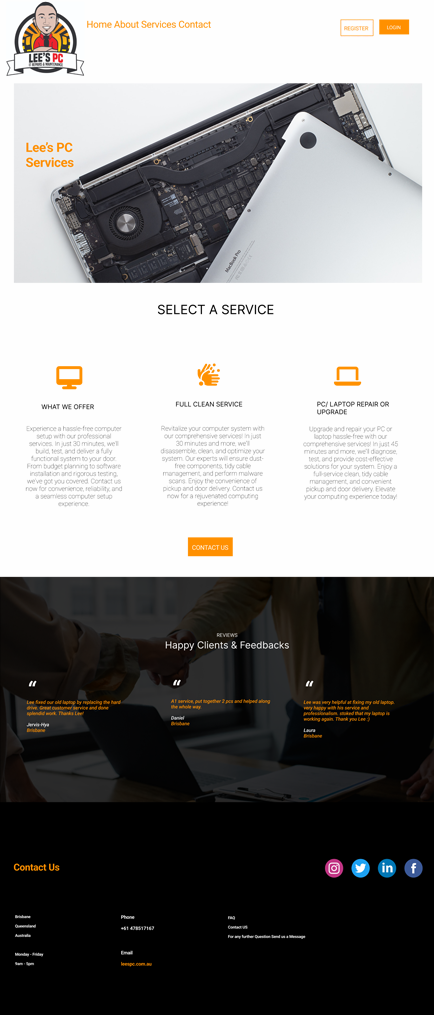 Home About Services Contact
REGISTER
LOGIN
LEE'S PC
IT REPAIRS & MAINTENANCE
Lee's PC
Services
MacBook Pro
SELECT A SERVICE
WHAT WE OFFER
Experience a hassle-free computer
setup with our professional
services. In just 30 minutes, we'll
build, test, and deliver a fully
functional system to your door.
From budget planning to software
installation and rigorous testing,
we've got you covered. Contact us
now for convenience, reliability, and
a seamless computer setup
experience.
FULL CLEAN SERVICE
Revitalize your computer system with
our comprehensive services! In just
30 minutes and more, we'll
disassemble, clean, and optimize your
system. Our experts will ensure dust-
free components, tidy cable
management, and perform malware
scans. Enjoy the convenience of
pickup and door delivery. Contact us
now for a rejuvenated computing
experience!
PC/ LAPTOP REPAIR OR
UPGRADE
Upgrade and repair your PC or
laptop hassle-free with our
comprehensive services! In just 45
minutes and more, we'll diagnose,
test, and provide cost-effective
solutions for your system. Enjoy a
full-service clean, tidy cable
management, and convenient
pickup and door delivery. Elevate
your computing experience today!
CONTACT US
REVIEWS
Happy Clients & Feedbacks
“
Lee fixed our old laptop by replacing the hard
drive. Great customer service and done
splendid work. Thanks Lee!
Jervis-Hya
Brisbane
“
A1 service, put together 2 pcs and helped along
the whole way.
Daniel
Brisbane
“
Lee was very helpful at fixing my old laptop.
very happy with his service and
professionalism. stoked that my laptop is
working again. Thank you Lee :)
Laura
Brisbane
Contact Us
Brisbane
Queensland
Australia
Monday - Friday
9am - 5pm
Phone
+61 478517167
Email
leespc.com.au
FAQ
Contact US
For any further Question Send us a Message